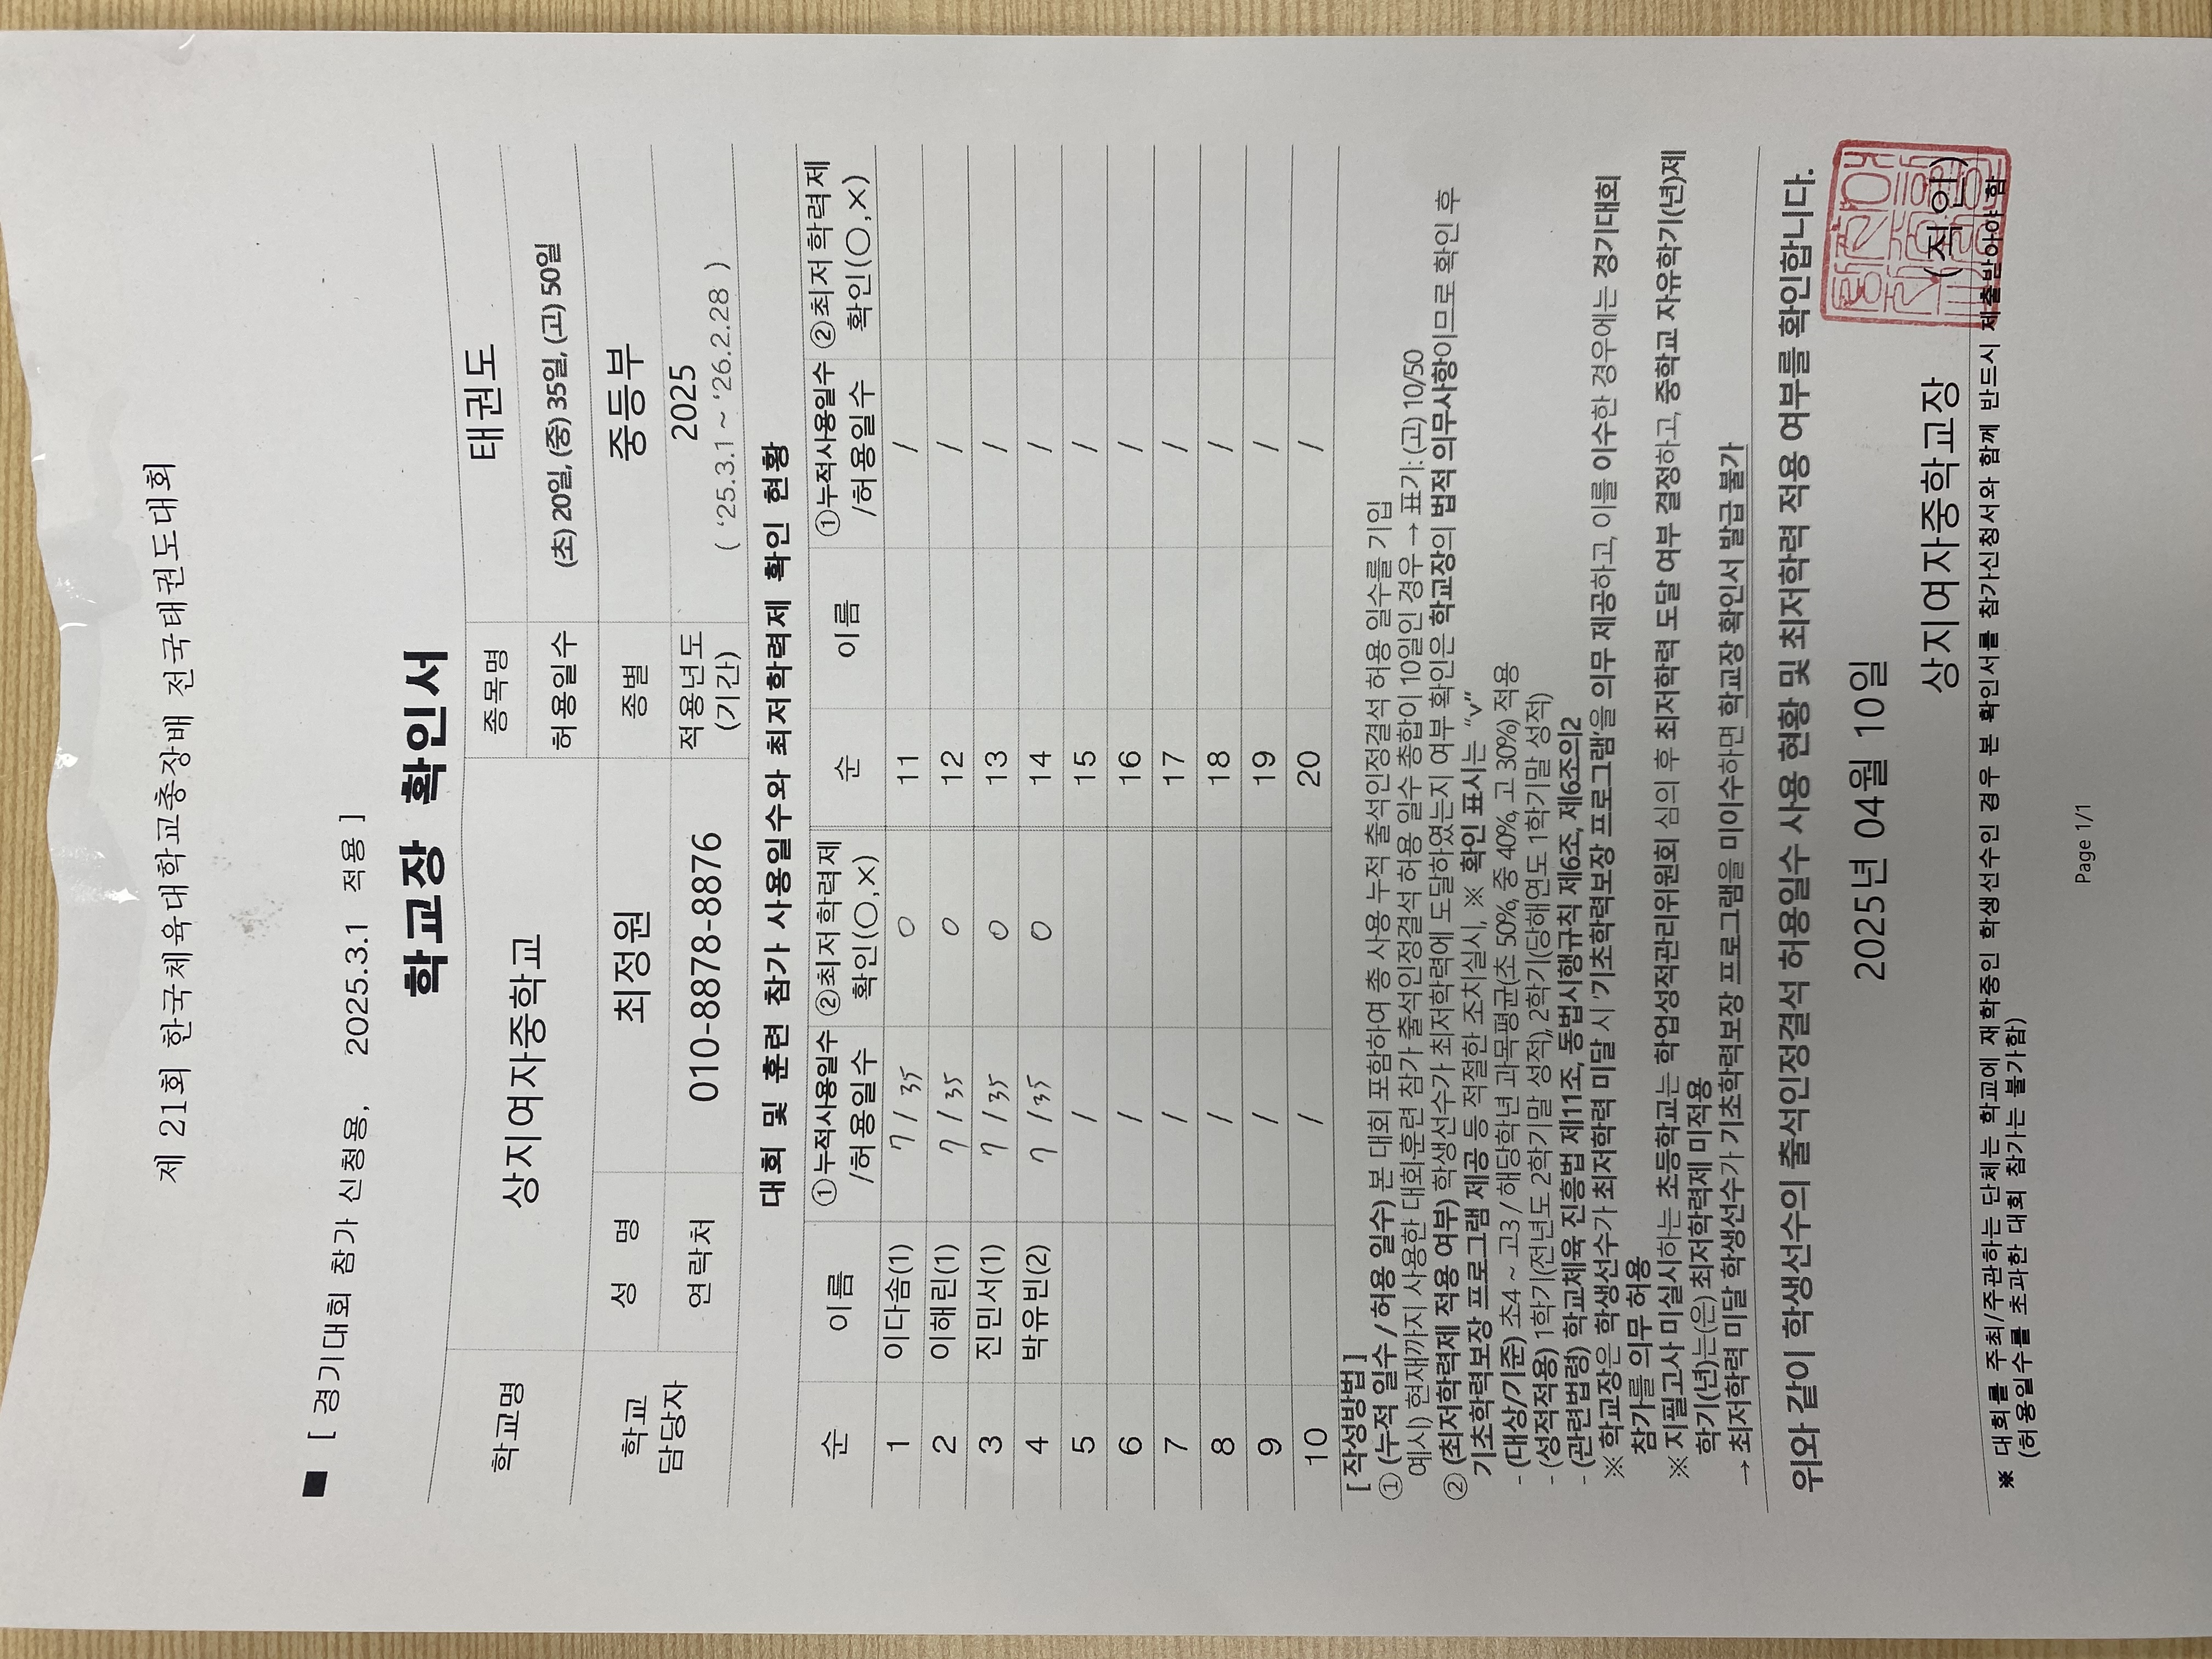 제 21회 한국체육대학교총장배 전국태권도대회
■ [ 경기대회 참가 신청용, 2025.3.1 적용 ]
학교장 확인서
학교명 상지여자중학교 종목명 태권도
허용일수 (초) 20일, (중) 35일, (고) 50일
학교 담당자 성 명 최정원 종별 중등부
연락처 010-8878-8876 적용년도 (기간) 2025 ( '25.3.1 ~ '26.2.28 )
대회 및 훈련 참가 사용일수와 최저학력제 확인 현황
순 이름 ①누적사용일수 /허용일수 ②최저학력제 확인(○,×) 순 이름 ①누적사용일수 /허용일수 ②최저학력제 확인(○,×)
1 이다솜(1) 7 / 35 ○ 11 /
2 이해린(1) 7 / 35 ○ 12 /
3 진민서(1) 7 / 35 ○ 13 /
4 박유빈(2) 7 / 35 ○ 14 /
5 / 15 /
6 / 16 /
7 / 17 /
8 / 18 /
9 / 19 /
10 / 20 /
[ 작성방법 ]
① (누적 일수 / 허용 일수) 본 대회 포함하여 총 사용 누적 출석인정결석 허용 일수를 기입
예시) 현재까지 사용한 대회훈련 참가 출석인정결석 허용 일수 총합이 10일인 경우 → 표기: (고) 10/50
② (최저학력제 적용 여부) 학생선수가 최저학력에 도달하였는지 여부 확인은 학교장의 법적 의무사항이므로 확인 후
기초학력보장 프로그램 제공 등 적절한 조치실시, ※ 확인 표시는 "v"
- (대상/기준) 초4 ~ 고3 / 해당학년 과목평균(초 50%, 중 40%, 고 30%) 적용
- (성적적용) 1학기(전년도 2학기말 성적), 2학기(당해연도 1학기말 성적)
- (관련법령) 학교체육 진흥법 제11조, 동법시행규칙 제6조, 제6조의2
※ 학교장은 학생선수가 최저학력 미달 시 '기초학력보장 프로그램'을 의무 제공하고, 이를 이수한 경우에는 경기대회
참가를 의무 허용
※ 지필고사 미실시하는 초등학교는 학업성적관리위원회 심의 후 최저학력 도달 여부 결정하고, 중학교 자유학기(년)제
학기(년)는(은) 최저학력제 미적용
→ 최저학력 미달 학생선수가 기초학력보장 프로그램을 미이수하면 학교장 확인서 발급 불가
위와 같이 학생선수의 출석인정결석 허용일수 사용 현황 및 최저학력 적용 여부를 확인합니다.
2025년 04월 10일
상지여자중학교장 (직인)
※ 대회를 주최/주관하는 단체는 학교에 재학중인 학생선수인 경우 본 확인서를 참가신청서와 함께 반드시 제출받아야 함
(허용일수를 초과한 대회 참가는 불가함)
Page 1/1